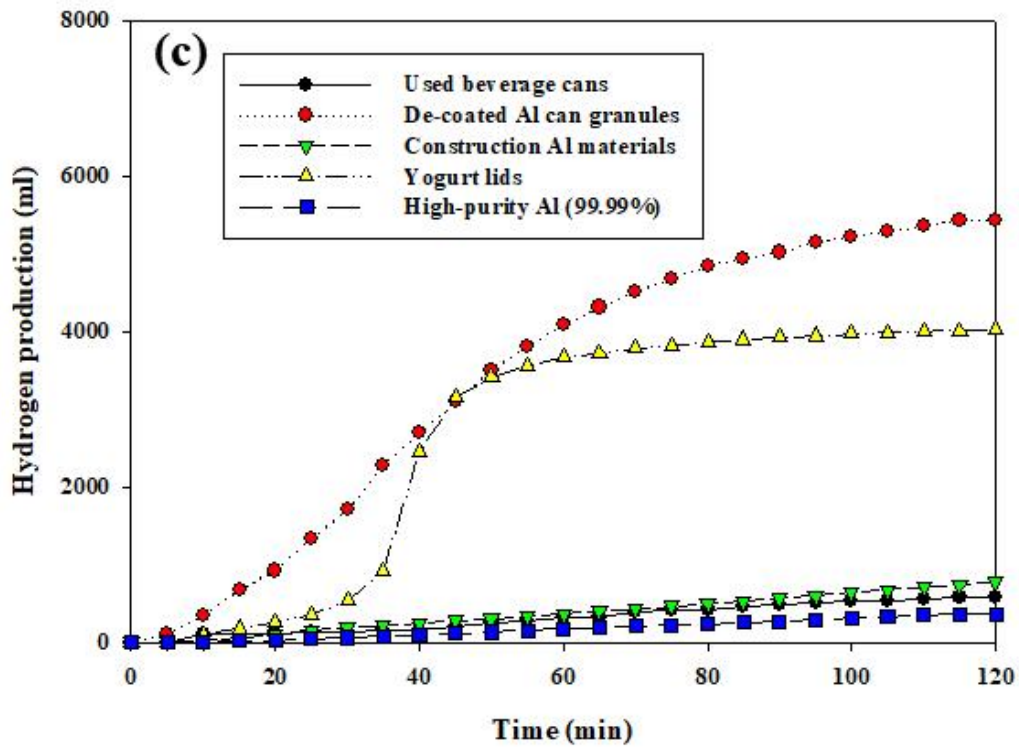 (c)
Used beverage cans
De-coated Al can granules
Construction Al materials
Yogurt lids
High-purity Al (99.99%)
Hydrogen production (ml)
8000
6000
4000
2000
0
0 20 40 60 80 100 120
Time (min)